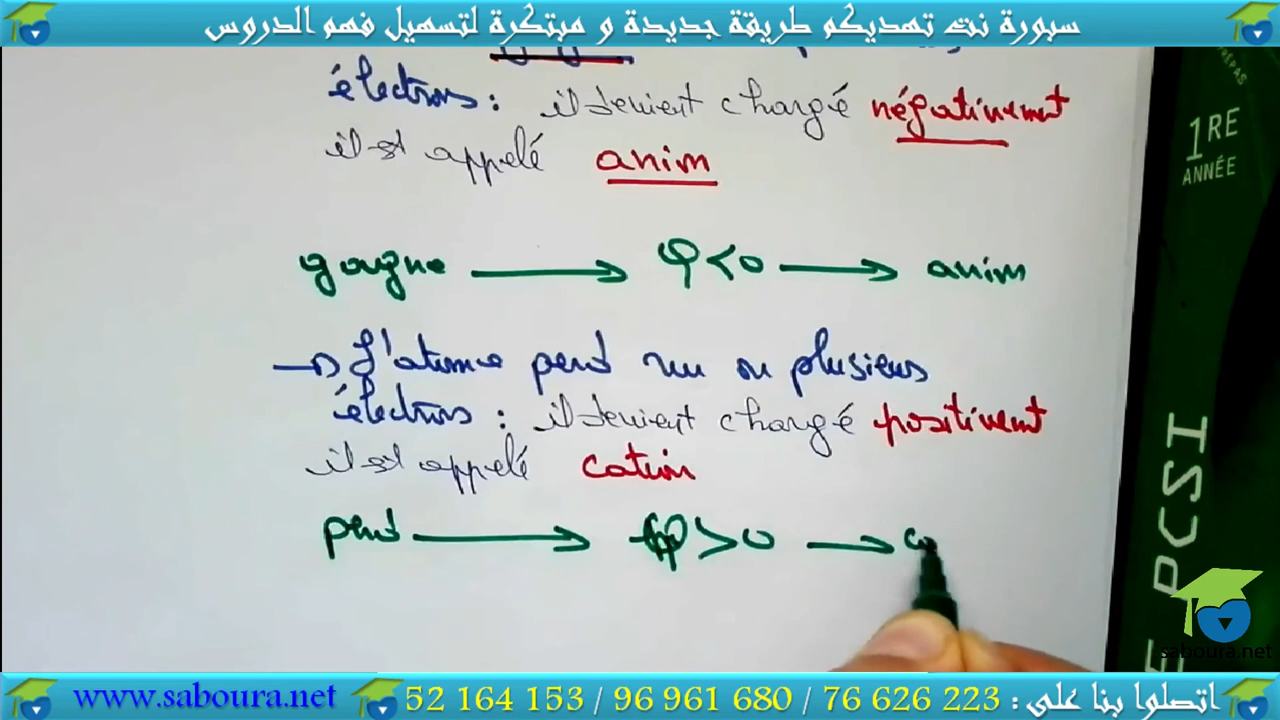 سبورة نت تهديكم طريقة جديدة و مبتكرة لتسهيل فهم الدروس
électrons : il devient chargé négativement
il est appelé anion
gagne → q < 0 → anion
→ L'atome perd un ou plusieurs
électrons : il devient chargé positivement
il est appelé cation
perd → q > 0 → ca
1RE
ANNÉE
PCSI
saboura.net
www.saboura.net 52 164 153 / 96 961 680 / 76 626 223 : اتصلوا بنا على